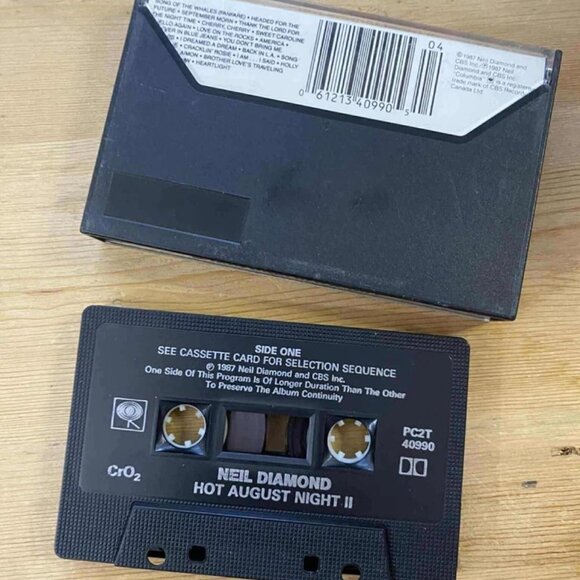 SONG OF THE WHALES (FANFARE) • HEADED FOR THE
FUTURE • SEPTEMBER MORN • THANK THE LORD FOR
THE NIGHT TIME • CHERRY, CHERRY • SWEET CAROLINE
HELLO AGAIN • LOVE ON THE ROCKS • AMERICA •
IN BLUE JEANS • YOU DON'T BRING ME
• I DREAMED A DREAM • BACK IN L.A. • SONG
• CRACKLIN' ROSIE • I AM . . . I SAID • HOLLY
• BROTHER LOVE'S TRAVELING
• HEARTLIGHT
04
0 61213 40990 5
© 1987 Neil Diamond and
CBS Inc./℗ 1987 Neil
Diamond and CBS Inc./
"Columbia," is a registered
trade mark of CBS Records
Canada Ltd.
SIDE ONE
SEE CASSETTE CARD FOR SELECTION SEQUENCE
℗ 1987 Neil Diamond and CBS Inc.
One Side Of This Program Is Of Longer Duration Than The Other
To Preserve The Album Continuity
PC2T
40990
CrO2
NEIL DIAMOND
HOT AUGUST NIGHT II